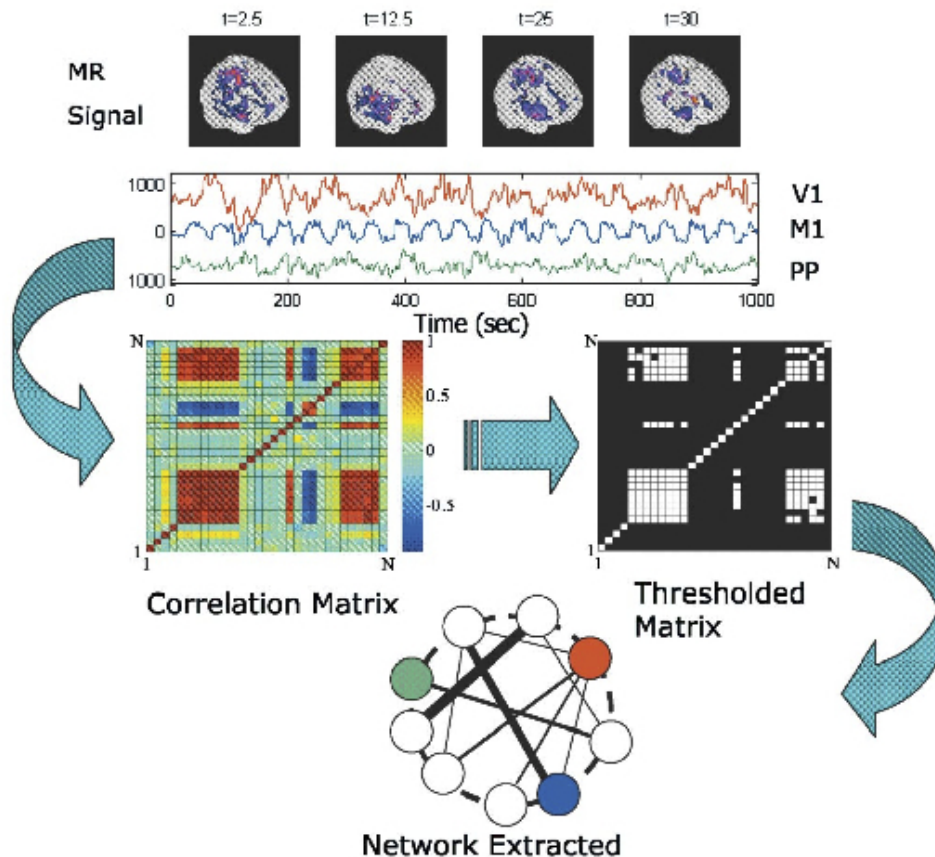 t=2.5 t=12.5 t=25 t=30
MR
Signal
1000
V1
0
M1
1000
PP
0 200 400 600 800 1000
Time (sec)
N
1
0.5
0
-0.5
1
1 N
N
1
1 N
Correlation Matrix
Thresholded
Matrix
Network Extracted